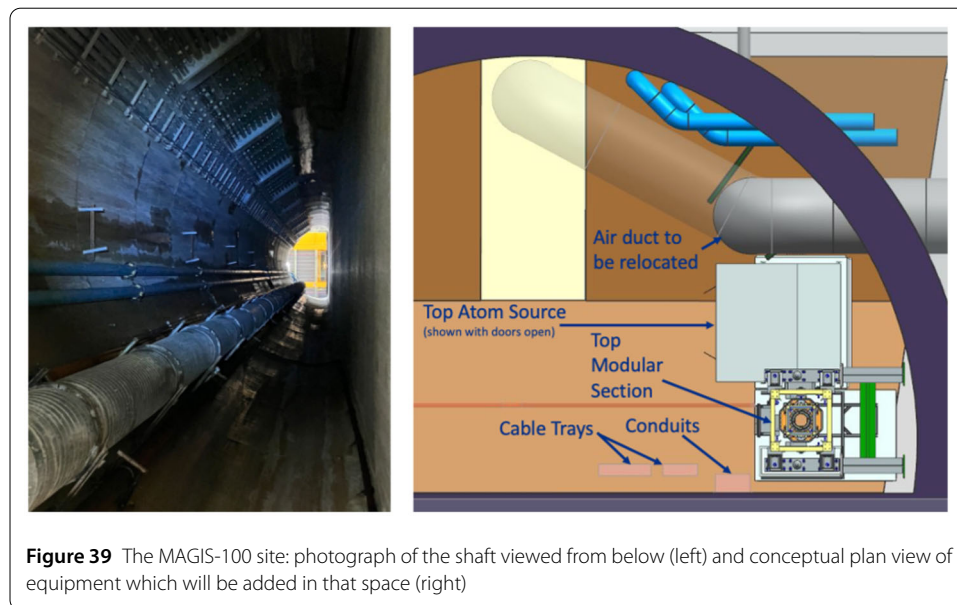 Air duct to
be relocated
Top Atom Source
(shown with doors open)
Top
Modular
Section
Cable Trays
Conduits
Figure 39 The MAGIS-100 site: photograph of the shaft viewed from below (left) and conceptual plan view of
equipment which will be added in that space (right)